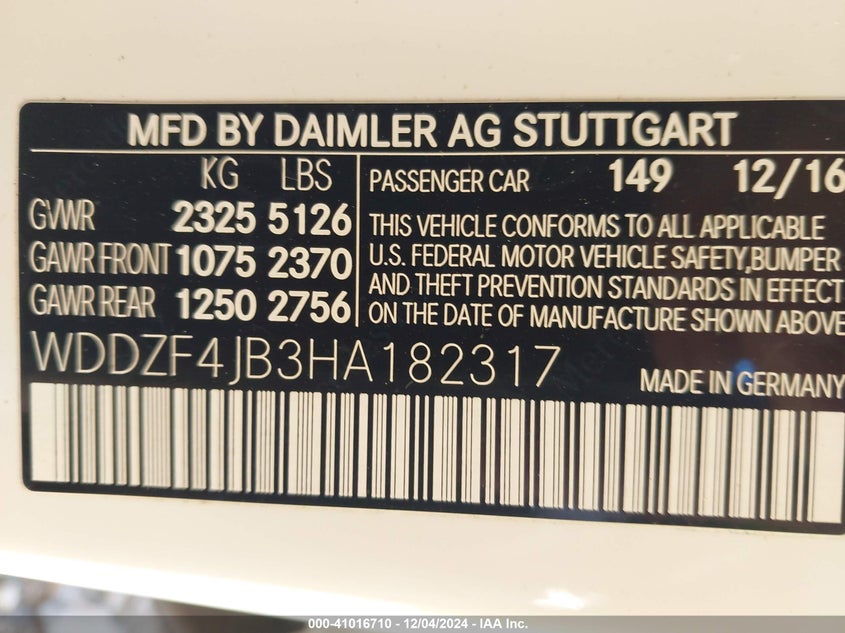 MFD BY DAIMLER AG STUTTGART
KG LBS
GVWR 2325 5126
GAWR FRONT 1075 2370
GAWR REAR 1250 2756
PASSENGER CAR 149 12/16
THIS VEHICLE CONFORMS TO ALL APPLICABLE
U.S. FEDERAL MOTOR VEHICLE SAFETY,BUMPER
AND THEFT PREVENTION STANDARDS IN EFFECT
ON THE DATE OF MANUFACTURE SHOWN ABOVE
WDDZF4JB3HA182317
MADE IN GERMANY
000-41016710 - 12/04/2024 - IAA Inc.